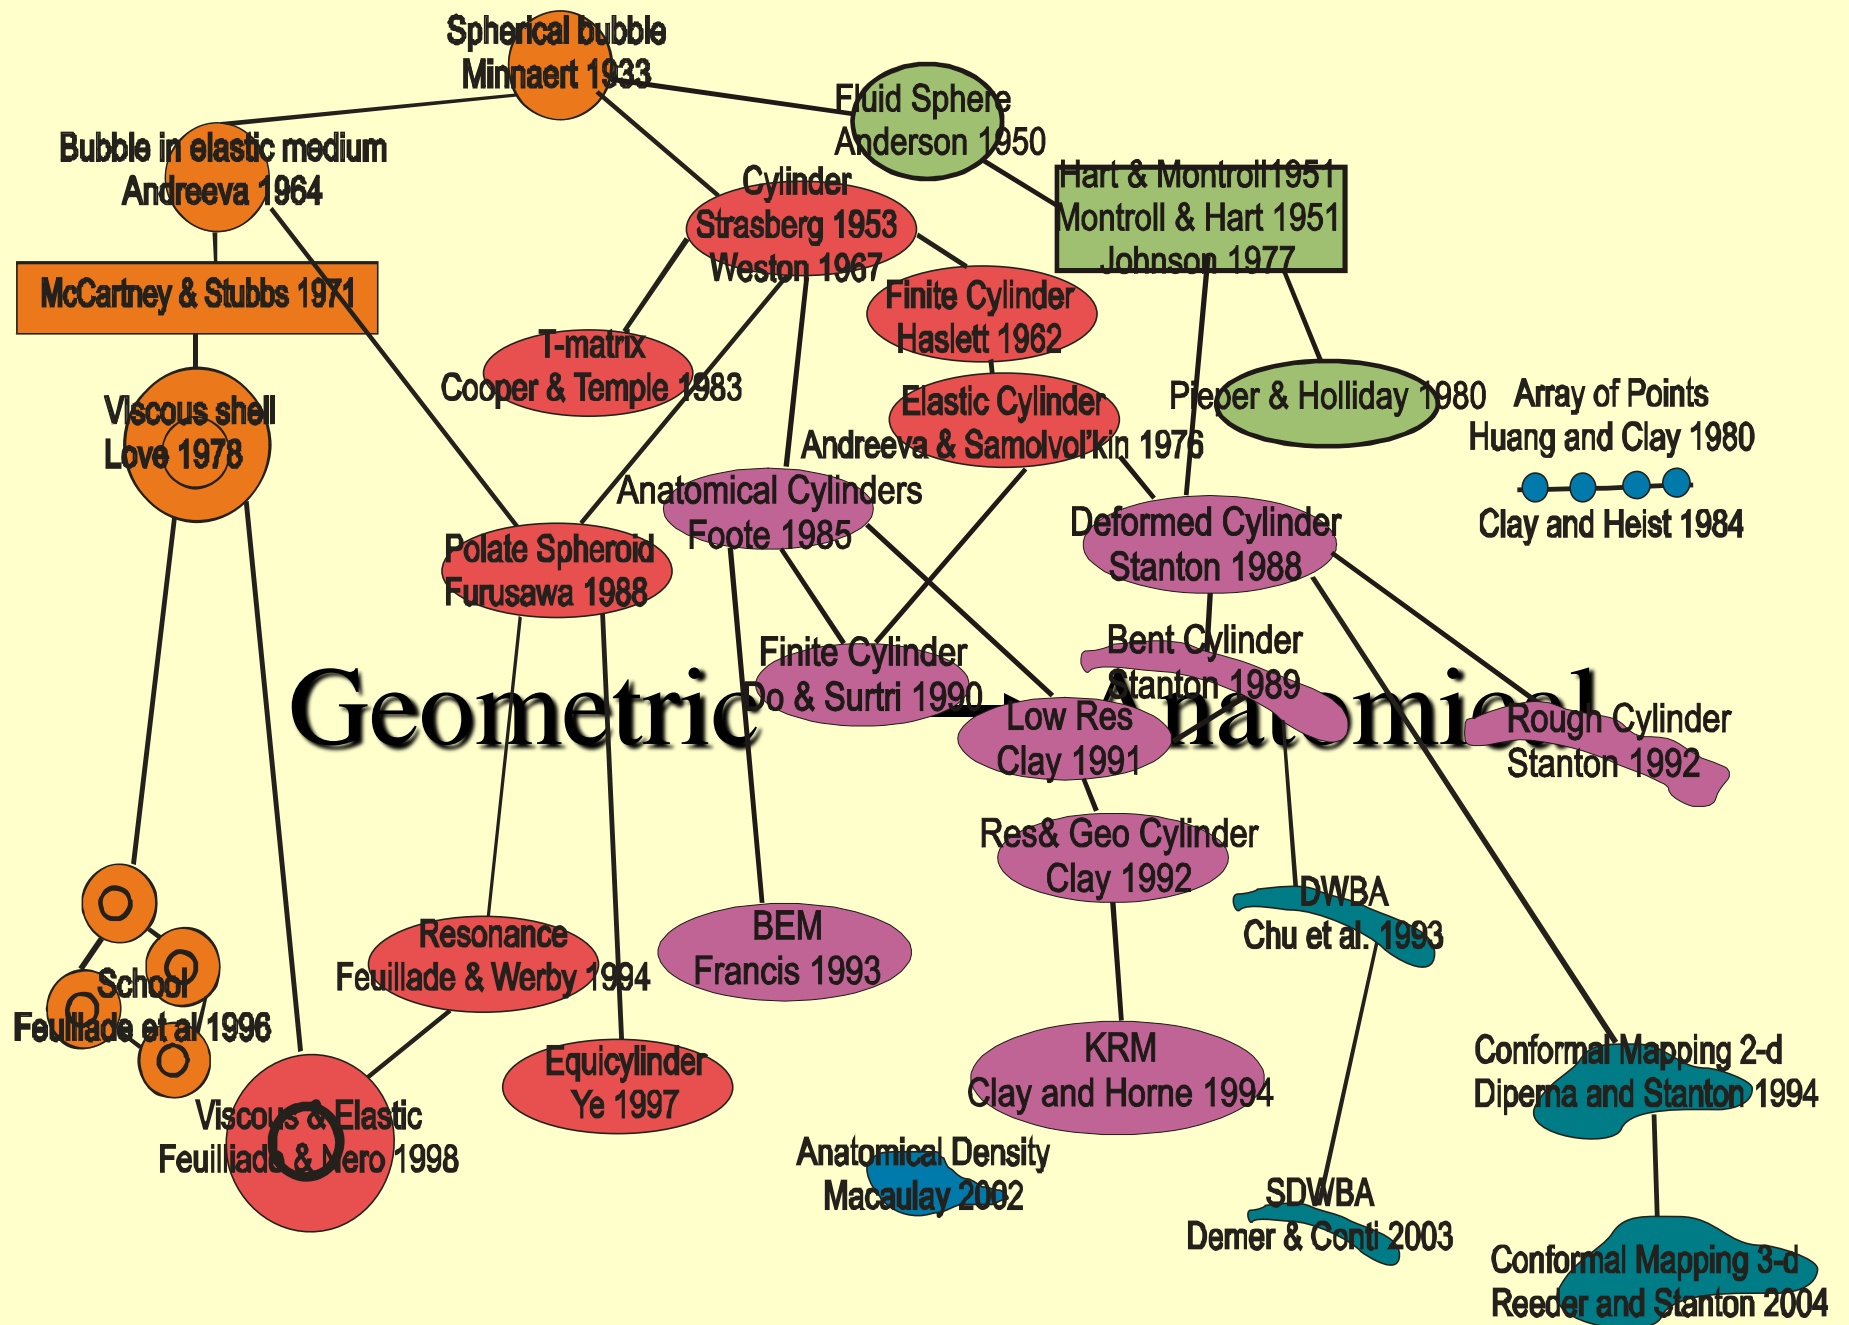 Spherical bubble
Minnaert 1933
Fluid Sphere
Anderson 1950
Bubble in elastic medium
Andreeva 1964
Cylinder
Strasberg 1953
Weston 1967
Hart & Montroll1951
Montroll & Hart 1951
Johnson 1977
McCartney & Stubbs 1971
Finite Cylinder
Haslett 1962
T-matrix
Cooper & Temple 1983
Elastic Cylinder
Andreeva & Samolvol'kin 1976
Pieper & Holliday 1980
Array of Points
Huang and Clay 1980
Clay and Heist 1984
Viscous shell
Love 1978
Anatomical Cylinders
Foote 1985
Deformed Cylinder
Stanton 1988
Polate Spheroid
Furusawa 1988
Finite Cylinder
Do & Surtri 1990
Bent Cylinder
Stanton 1989
Geometric
Anatomical
Low Res
Clay 1991
Rough Cylinder
Stanton 1992
Res& Geo Cylinder
Clay 1992
DWBA
Chu et al. 1993
Resonance
Feuillade & Werby 1994
BEM
Francis 1993
School
Feuillade et al 1996
KRM
Clay and Horne 1994
Conformal Mapping 2-d
Diperna and Stanton 1994
Equicylinder
Ye 1997
Viscous & Elastic
Feuilliade & Nero 1998
Anatomical Density
Macaulay 2002
SDWBA
Demer & Conti 2003
Conformal Mapping 3-d
Reeder and Stanton 2004